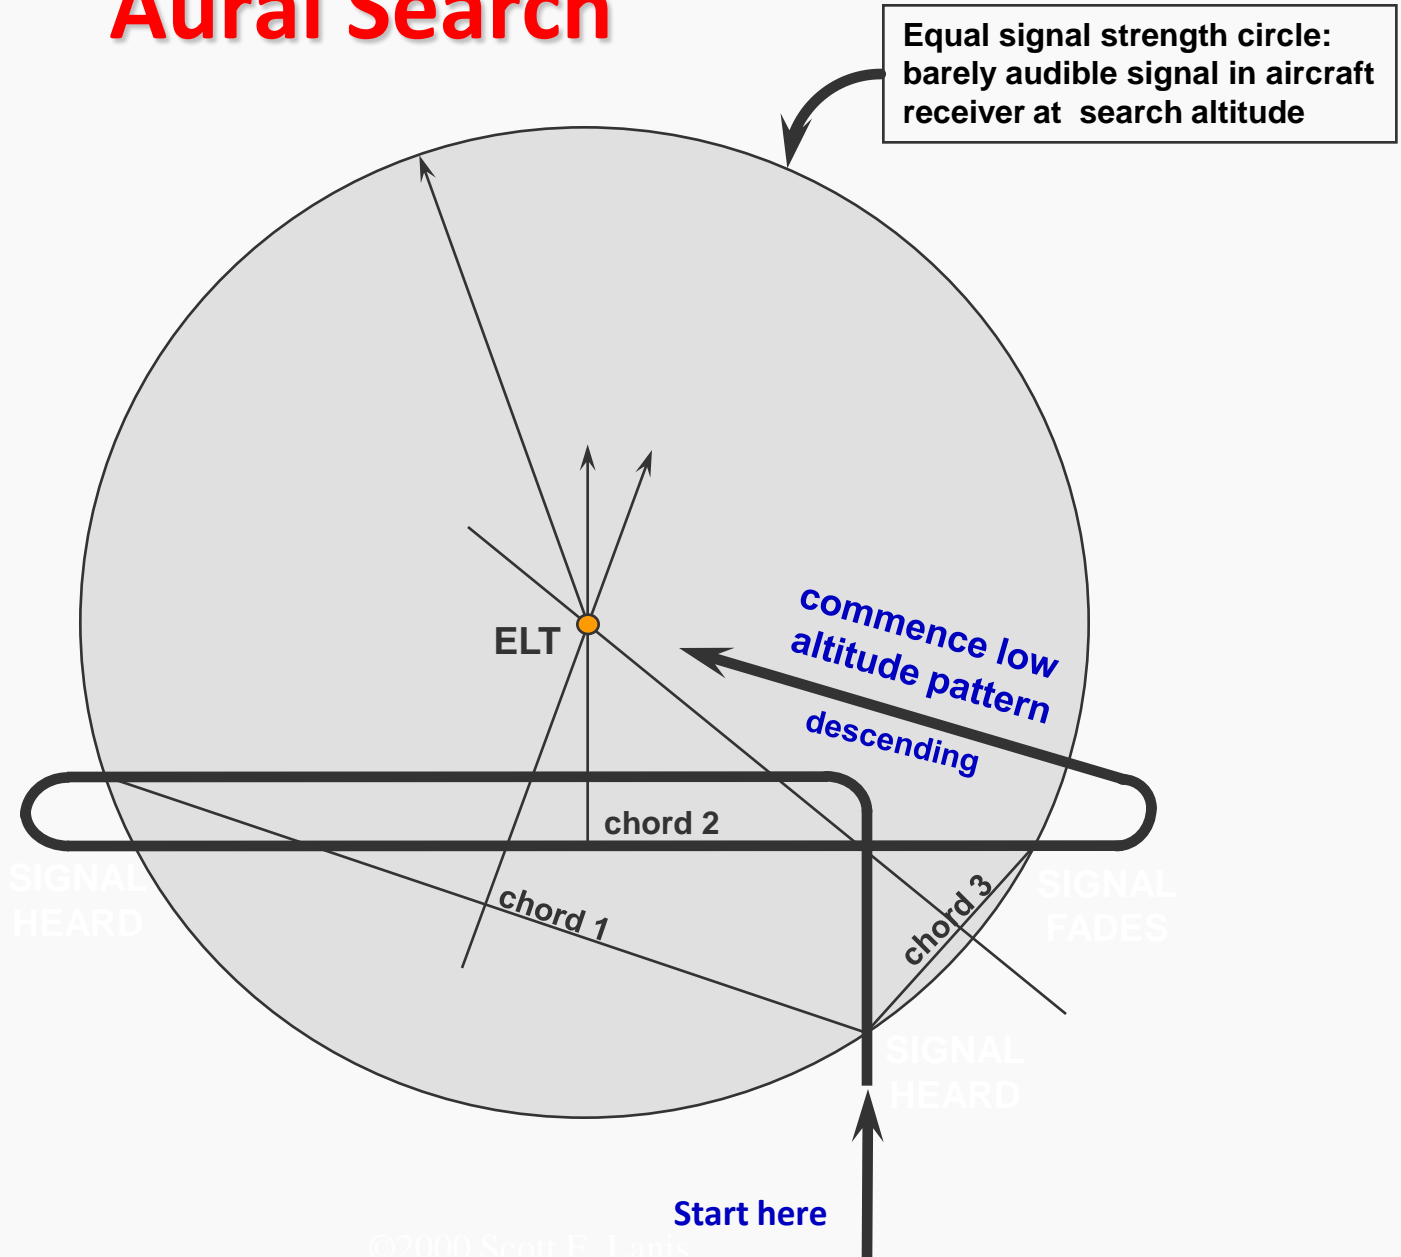 Aural Search
Equal signal strength circle:
barely audible signal in aircraft
receiver at search altitude
commence low
altitude pattern
descending
ELT
chord 2
SIGNAL
HEARD
SIGNAL
FADES
chord 1
chord 3
SIGNAL
HEARD
Start here
©2000 Scott E. Lanis